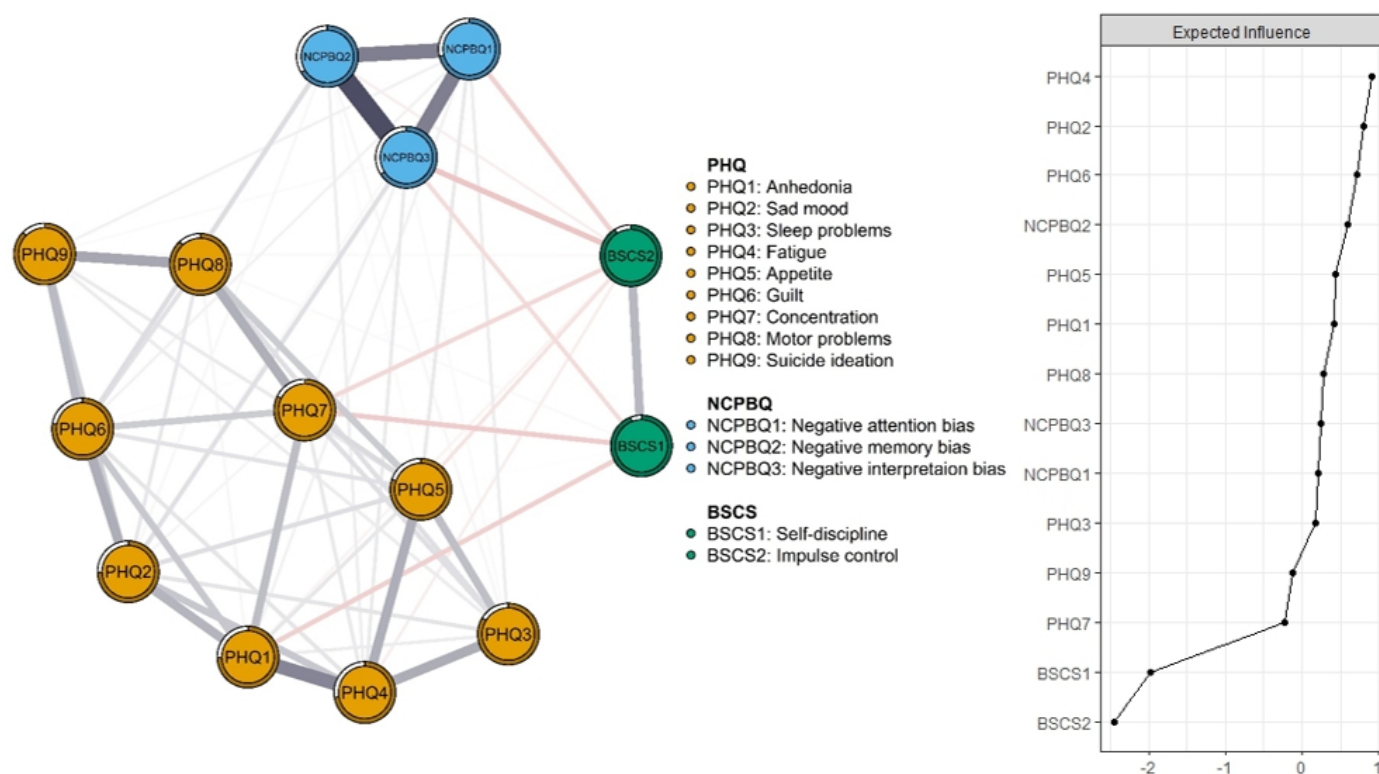 NCPBQ2
NCPBQ1
NCPBQ3
PHQ9
PHQ8
BSCS2
PHQ7
PHQ6
BSCS1
PHQ5
PHQ2
PHQ3
PHQ1
PHQ4
PHQ
PHQ1: Anhedonia
PHQ2: Sad mood
PHQ3: Sleep problems
PHQ4: Fatigue
PHQ5: Appetite
PHQ6: Guilt
PHQ7: Concentration
PHQ8: Motor problems
PHQ9: Suicide ideation
NCPBQ
NCPBQ1: Negative attention bias
NCPBQ2: Negative memory bias
NCPBQ3: Negative interpretaion bias
BSCS
BSCS1: Self-discipline
BSCS2: Impulse control
Expected Influence
PHQ4
PHQ2
PHQ6
NCPBQ2
PHQ5
PHQ1
PHQ8
NCPBQ3
NCPBQ1
PHQ3
PHQ9
PHQ7
BSCS1
BSCS2
-2 -1 0 1